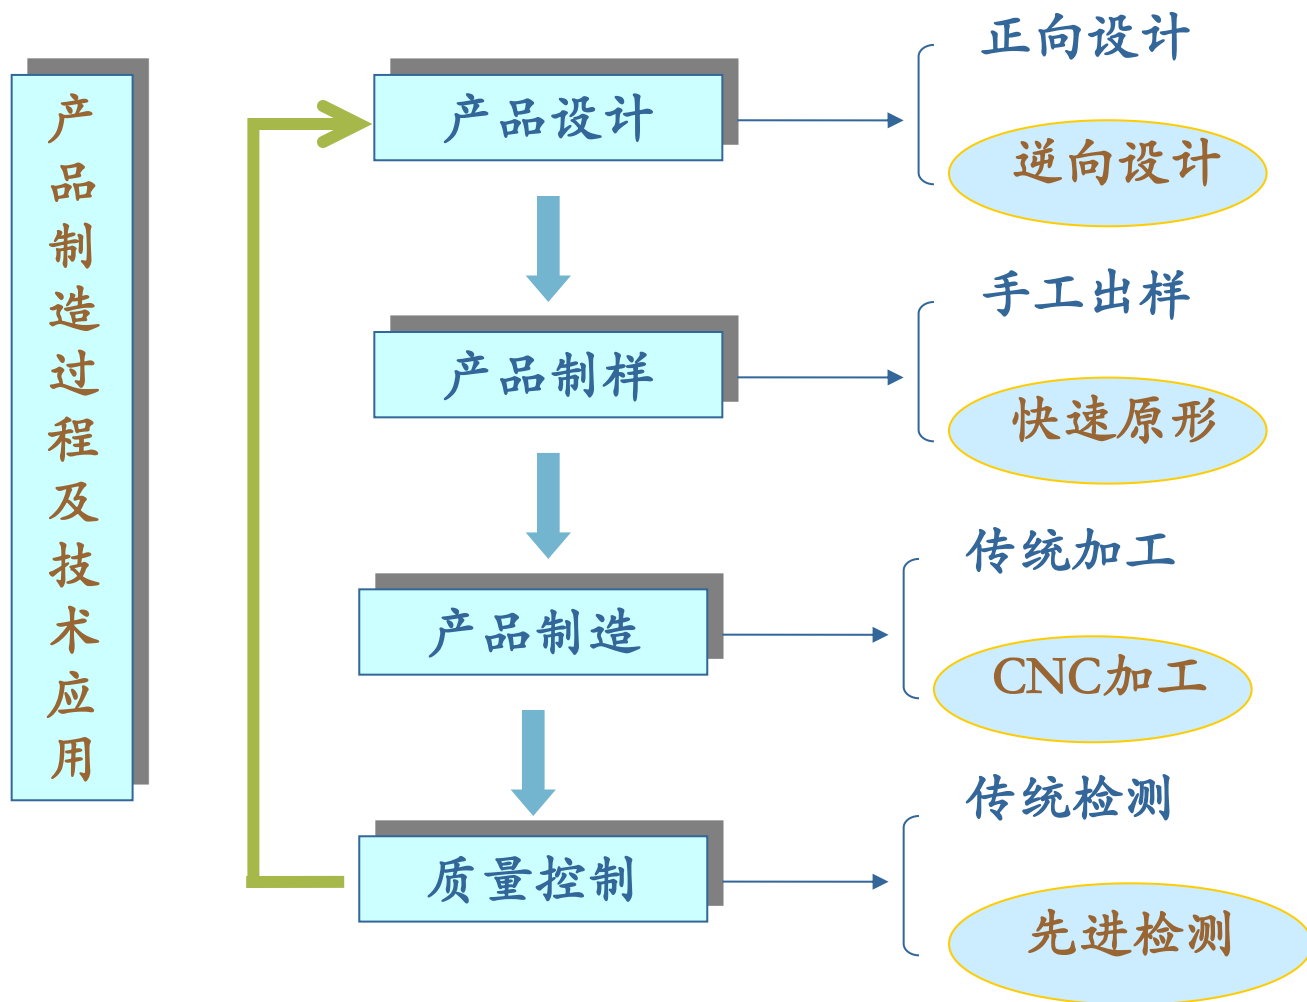 产品制造过程及技术应用
产品设计
正向设计
逆向设计
产品制样
手工出样
快速原形
产品制造
传统加工
CNC加工
质量控制
传统检测
先进检测